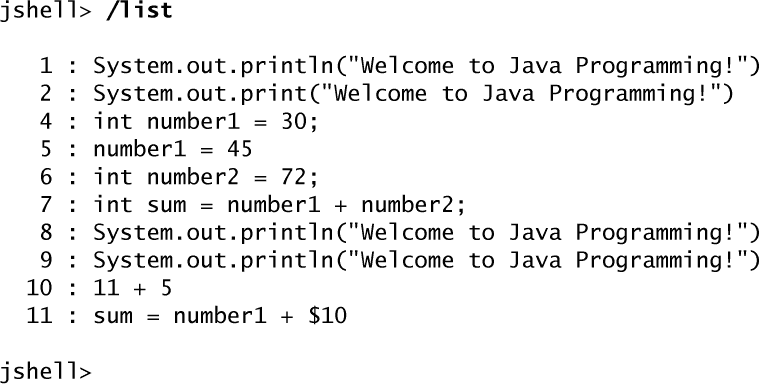 jshell> /list
1 : System.out.println("Welcome to Java Programming!")
2 : System.out.print("Welcome to Java Programming!")
4 : int number1 = 30;
5 : number1 = 45
6 : int number2 = 72;
7 : int sum = number1 + number2;
8 : System.out.println("Welcome to Java Programming!")
9 : System.out.println("Welcome to Java Programming!")
10 : 11 + 5
11 : sum = number1 + $10
jshell>